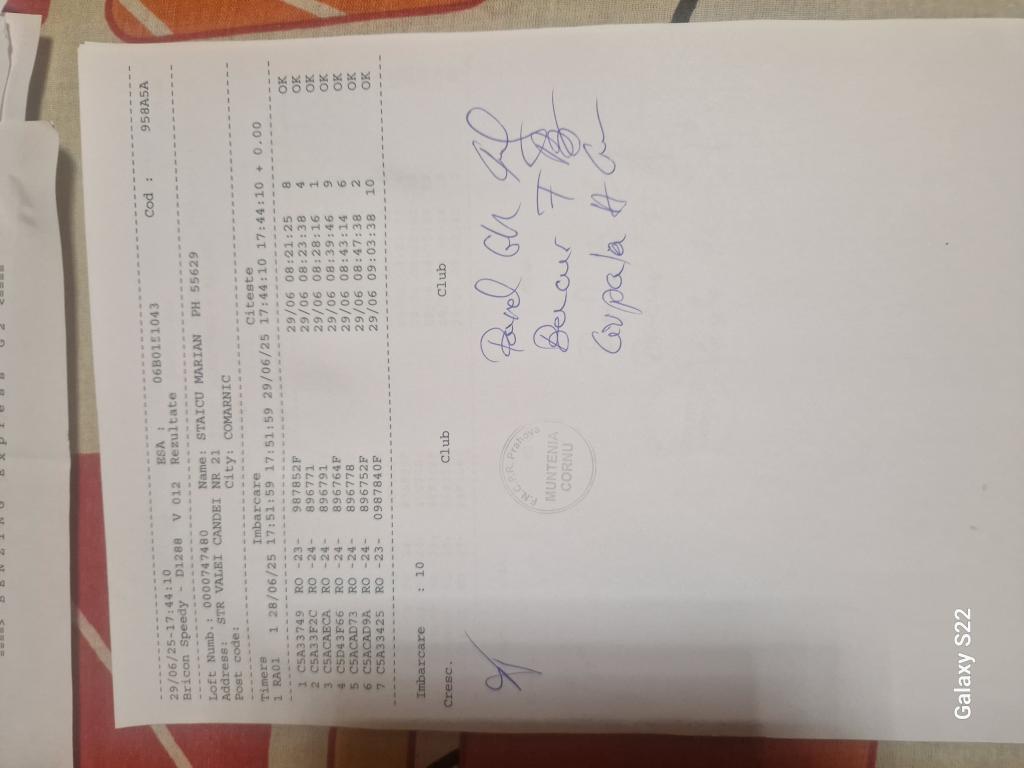 29/06/25-17:44:10 ESA : 06B0151043 Cod : 958A5A
Bricon Speedy - D1288 V 012 Rezultate
Loft Numb.: 0000747480 Name: STAICU MARIAN PH 55629
Address: STR VALEI CANDEI NR 21
Post code: City: COMARNIC
Timers Imbarcare Citeste
1 RA01 1 28/06/25 17:51:59 17:51:59 29/06/25 17:44:10 17:44:10 + 0.00
1 C5A33749 RO -23- 987852F 29/06 08:21:25 8 OK
2 C5A33F2C RO -24- 896771 29/06 08:23:38 4 OK
3 C5ACAECA RO -24- 896791 29/06 08:28:16 1 OK
4 C5D43F66 RO -24- 896764F 29/06 08:39:46 9 OK
5 C5ACAD73 RO -24- 896778 29/06 08:43:14 6 OK
6 C5ACAD9A RO -24- 896752F 29/06 08:47:38 2 OK
7 C5A33425 RO -23- 0987840F 29/06 09:03:38 10 OK
Imbarcare : 10
Cresc. Club Club
F.N.C.P.R. Prahova
MUNTENIA
CORNU
Pavel Gh
Galaxy S22